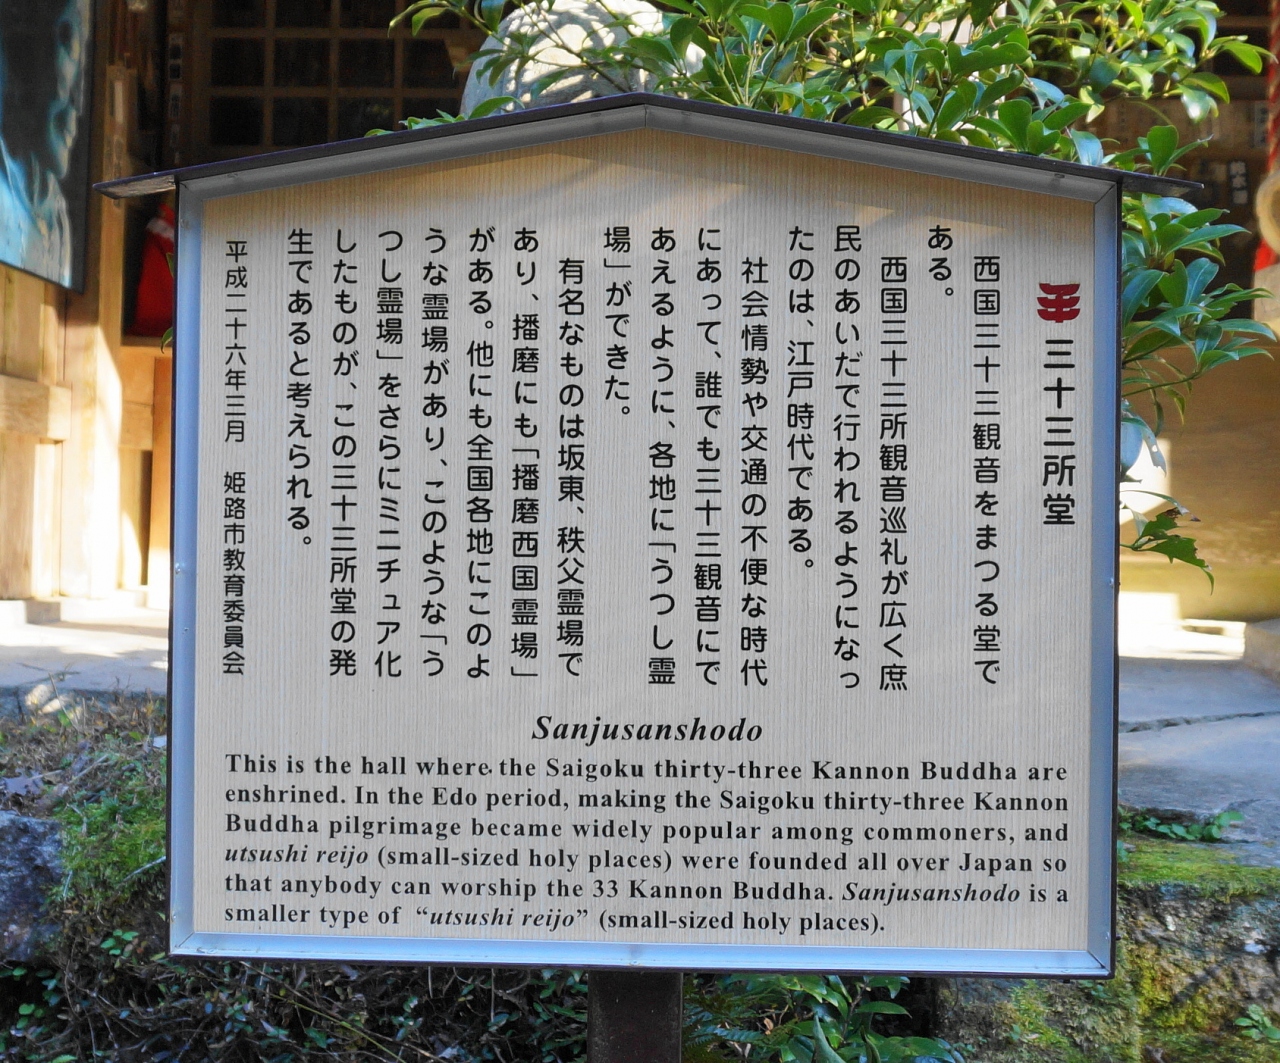 三十三所堂
西国三十三観音をまつる堂で
ある。
西国三十三所観音巡礼が広く庶
民のあいだで行われるようになっ
たのは、江戸時代である。
社会情勢や交通の不便な時代
にあって、誰でも三十三観音にで
あえるように、各地に「うつし霊
場」ができた。
有名なものは坂東、秩父霊場で
あり、播磨にも「播磨西国霊場」
がある。他にも全国各地にこのよ
うな霊場があり、このような「う
つし霊場」をさらにミニチュア化
したものが、この三十三所堂の発
生であると考えられる。
平成二十六年三月 姫路市教育委員会
Sanjusanshodo
This is the hall where the Saigoku thirty-three Kannon Buddha are
enshrined. In the Edo period, making the Saigoku thirty-three Kannon
Buddha pilgrimage became widely popular among commoners, and
utsushi reijo (small-sized holy places) were founded all over Japan so
that anybody can worship the 33 Kannon Buddha. Sanjusanshodo is a
smaller type of “utsushi reijo” (small-sized holy places).